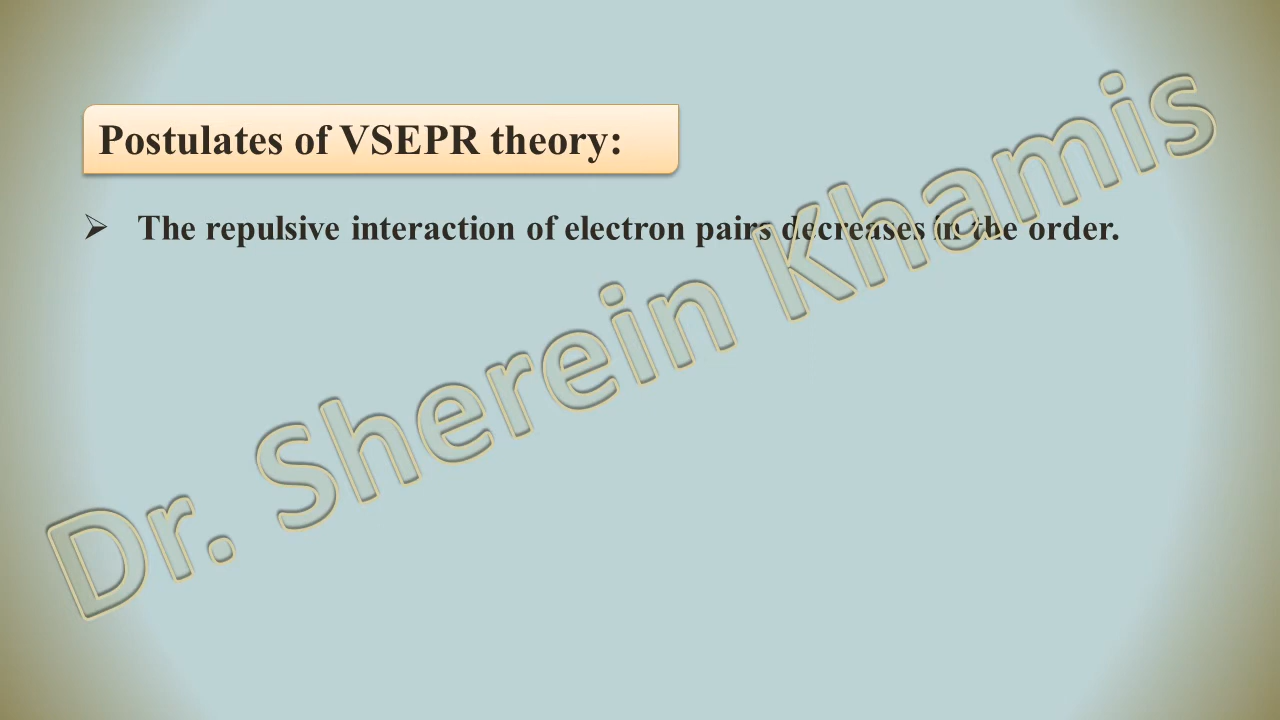 Postulates of VSEPR theory:
➢ The repulsive interaction of electron pairs decreases in the order.
Dr. Sherein Khamis